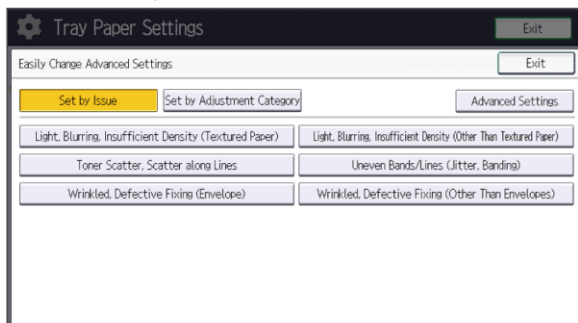 Tray Paper Settings
Exit
Easily Change Advanced Settings
Exit
Set by Issue
Set by Adjustment Category
Advanced Settings
Light, Blurring, Insufficient Density (Textured Paper)
Light, Blurring, Insufficient Density (Other Than Textured Paper)
Toner Scatter, Scatter along Lines
Uneven Bands/Lines (Jitter, Banding)
Wrinkled, Defective Fixing (Envelope)
Wrinkled, Defective Fixing (Other Than Envelopes)